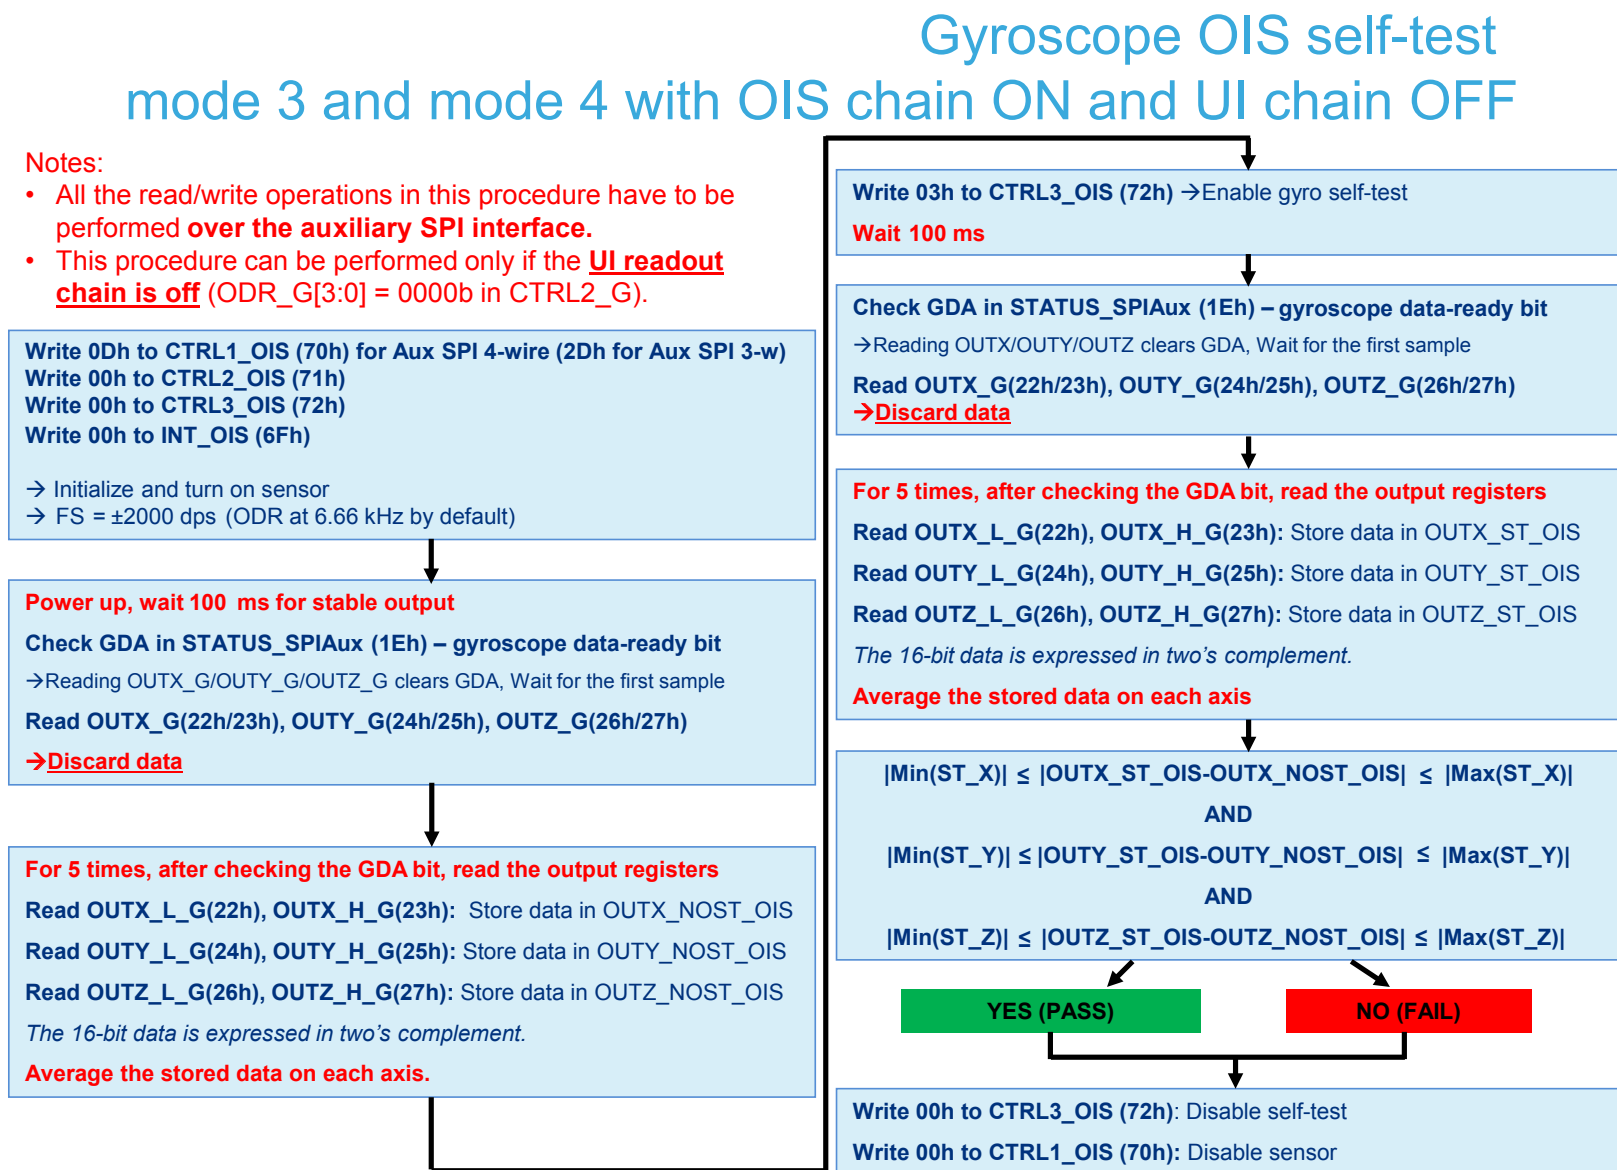 Gyroscope OIS self-test
mode 3 and mode 4 with OIS chain ON and UI chain OFF
Notes:
• All the read/write operations in this procedure have to be
performed over the auxiliary SPI interface.
• This procedure can be performed only if the UI readout
chain is off (ODR_G[3:0] = 0000b in CTRL2_G).
Write 0Dh to CTRL1_OIS (70h) for Aux SPI 4-wire (2Dh for Aux SPI 3-w)
Write 00h to CTRL2_OIS (71h)
Write 00h to CTRL3_OIS (72h)
Write 00h to INT_OIS (6Fh)
→ Initialize and turn on sensor
→ FS = ±2000 dps (ODR at 6.66 kHz by default)
Power up, wait 100 ms for stable output
Check GDA in STATUS_SPIAux (1Eh) – gyroscope data-ready bit
→Reading OUTX_G/OUTY_G/OUTZ_G clears GDA, Wait for the first sample
Read OUTX_G(22h/23h), OUTY_G(24h/25h), OUTZ_G(26h/27h)
→Discard data
For 5 times, after checking the GDA bit, read the output registers
Read OUTX_L_G(22h), OUTX_H_G(23h): Store data in OUTX_NOST_OIS
Read OUTY_L_G(24h), OUTY_H_G(25h): Store data in OUTY_NOST_OIS
Read OUTZ_L_G(26h), OUTZ_H_G(27h): Store data in OUTZ_NOST_OIS
The 16-bit data is expressed in two's complement.
Average the stored data on each axis.
Write 03h to CTRL3_OIS (72h) →Enable gyro self-test
Wait 100 ms
Check GDA in STATUS_SPIAux (1Eh) – gyroscope data-ready bit
→Reading OUTX/OUTY/OUTZ clears GDA, Wait for the first sample
Read OUTX_G(22h/23h), OUTY_G(24h/25h), OUTZ_G(26h/27h)
→Discard data
For 5 times, after checking the GDA bit, read the output registers
Read OUTX_L_G(22h), OUTX_H_G(23h): Store data in OUTX_ST_OIS
Read OUTY_L_G(24h), OUTY_H_G(25h): Store data in OUTY_ST_OIS
Read OUTZ_L_G(26h), OUTZ_H_G(27h): Store data in OUTZ_ST_OIS
The 16-bit data is expressed in two's complement.
Average the stored data on each axis
|Min(ST_X)| ≤ |OUTX_ST_OIS-OUTX_NOST_OIS| ≤ |Max(ST_X)|
AND
|Min(ST_Y)| ≤ |OUTY_ST_OIS-OUTY_NOST_OIS| ≤ |Max(ST_Y)|
AND
|Min(ST_Z)| ≤ |OUTZ_ST_OIS-OUTZ_NOST_OIS| ≤ |Max(ST_Z)|
YES (PASS)
NO (FAIL)
Write 00h to CTRL3_OIS (72h): Disable self-test
Write 00h to CTRL1_OIS (70h): Disable sensor